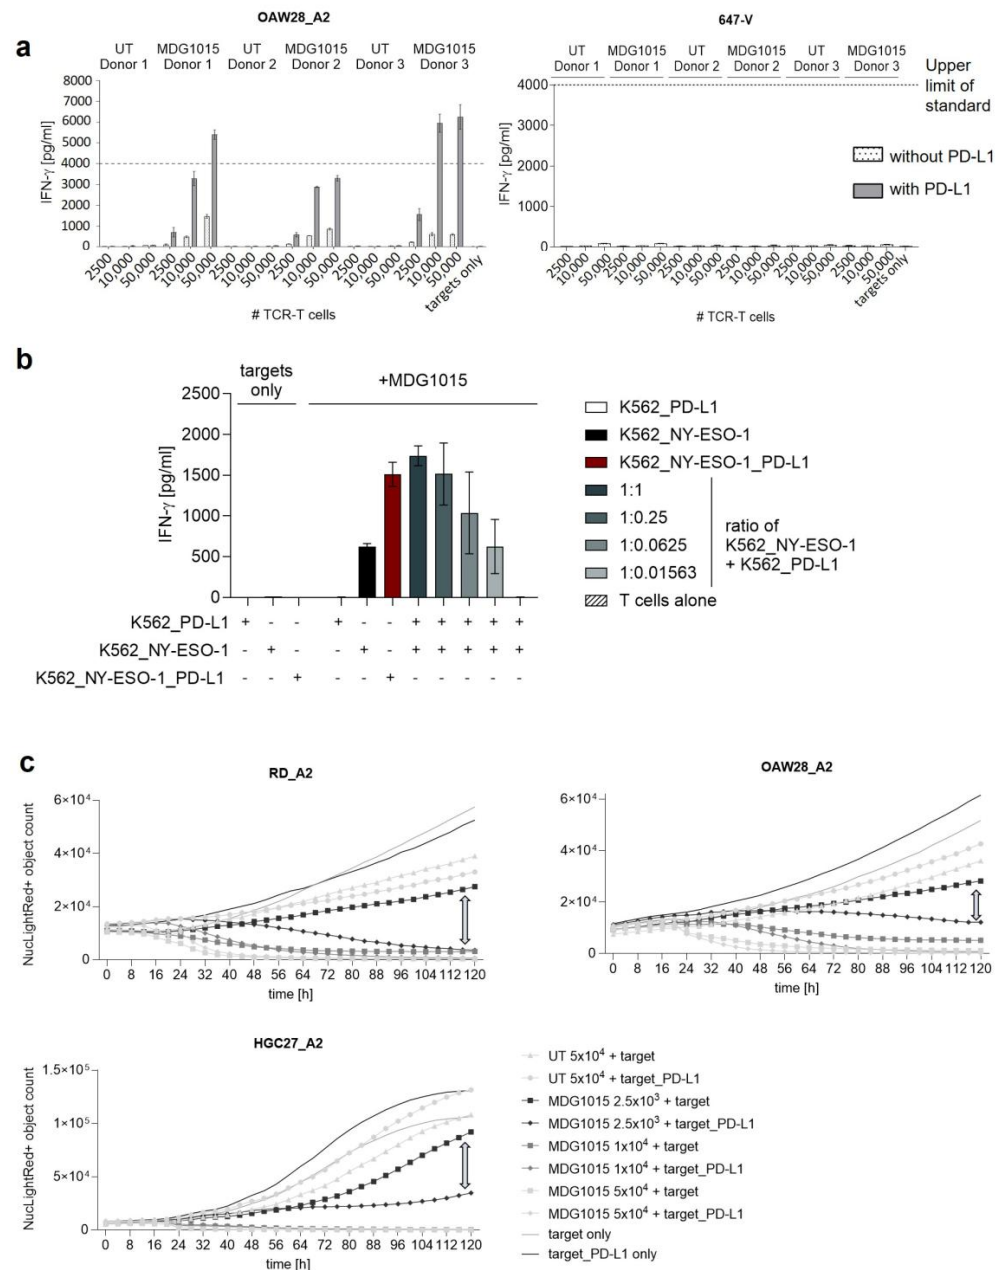 a
OAW28_A2
UT MDG1015 UT MDG1015 UT MDG1015
Donor 1 Donor 1 Donor 2 Donor 2 Donor 3 Donor 3
IFN-γ [pg/ml]
8000
7000
6000
5000
4000
3000
2000
1000
0
2500 10,000 50,000 2500 10,000 50,000 2500 10,000 50,000 2500 10,000 50,000 2500 10,000 50,000 2500 10,000 50,000 targets only
# TCR-T cells
647-V
UT MDG1015 UT MDG1015 UT MDG1015
Donor 1 Donor 1 Donor 2 Donor 2 Donor 3 Donor 3
Upper
limit of
standard
IFN-γ [pg/ml]
4000
3000
2000
1000
0
2500 10,000 50,000 2500 10,000 50,000 2500 10,000 50,000 2500 10,000 50,000 2500 10,000 50,000 2500 10,000 50,000 targets only
# TCR-T cells
without PD-L1
with PD-L1
b
targets
only
+MDG1015
IFN-γ [pg/ml]
2500
2000
1500
1000
500
0
K562_PD-L1 + - - + - - + + + + +
K562_NY-ESO-1 - + - - + - + + + + +
K562_NY-ESO-1_PD-L1 - - + - - + - - - - -
K562_PD-L1
K562_NY-ESO-1
K562_NY-ESO-1_PD-L1
1:1
1:0.25
1:0.0625
1:0.01563
ratio of
K562_NY-ESO-1
+ K562_PD-L1
T cells alone
c
RD_A2
NucLightRed+ object count
6×10⁴
4×10⁴
2×10⁴
0
0 8 16 24 32 40 48 56 64 72 80 88 96 104 112 120
time [h]
OAW28_A2
6×10⁴
4×10⁴
2×10⁴
0
0 8 16 24 32 40 48 56 64 72 80 88 96 104 112 120
time [h]
HGC27_A2
NucLightRed+ object count
1.5×10⁵
1×10⁵
5×10⁴
0
0 8 16 24 32 40 48 56 64 72 80 88 96 104 112 120
time [h]
UT 5x10⁴ + target
UT 5x10⁴ + target_PD-L1
MDG1015 2.5x10³ + target
MDG1015 2.5x10³ + target_PD-L1
MDG1015 1x10⁴ + target
MDG1015 1x10⁴ + target_PD-L1
MDG1015 5x10⁴ + target
MDG1015 5x10⁴ + target_PD-L1
target only
target_PD-L1 only